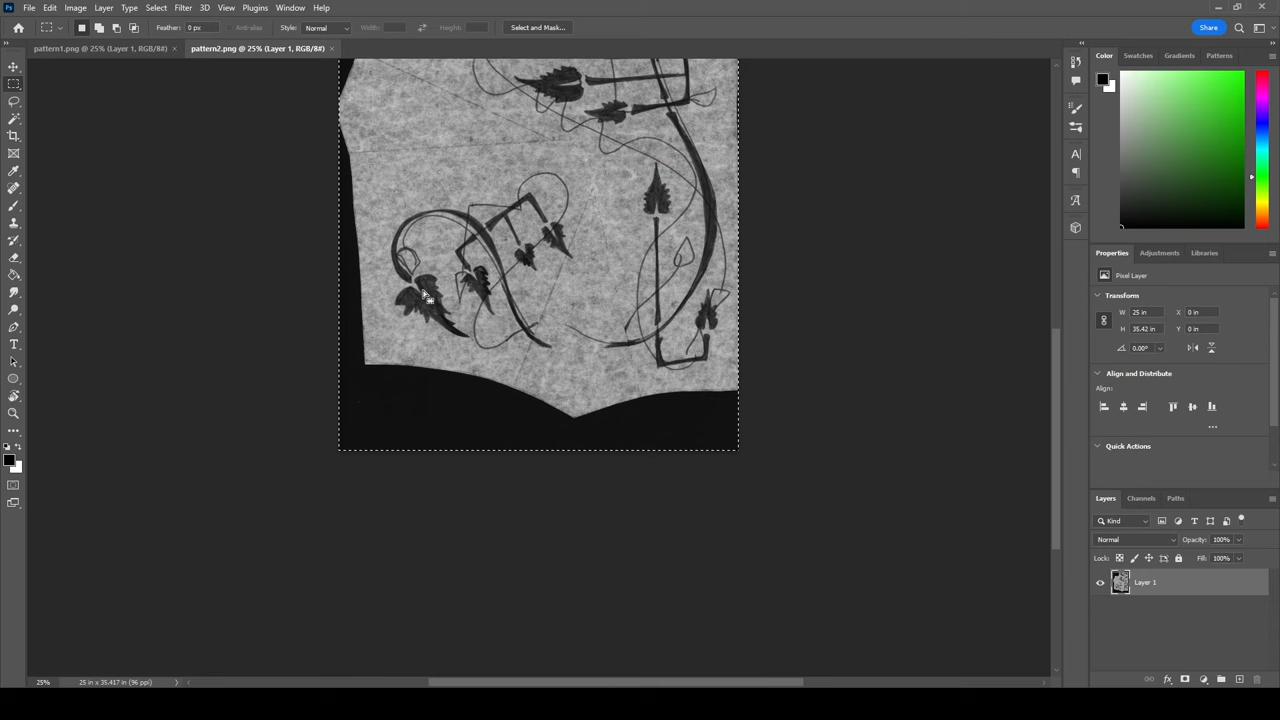 Ps File Edit Image Layer Type Select Filter 3D View Plugins Window Help
Feather: 0 px Anti-alias Style: Normal Width: Height: Select and Mask... Share
pattern1.png @ 25% (Layer 1, RGB/8#) × pattern2.png @ 25% (Layer 1, RGB/8#) ×
Color Swatches Gradients Patterns
Properties Adjustments Libraries
Pixel Layer
Transform
W 25 in X 0 in
H 35.42 in Y 0 in
0.00°
Align and Distribute
Align:
...
Quick Actions
Layers Channels Paths
Kind
Normal Opacity: 100%
Lock: Fill: 100%
Layer 1
25% 25 in x 35.417 in (96 ppi)